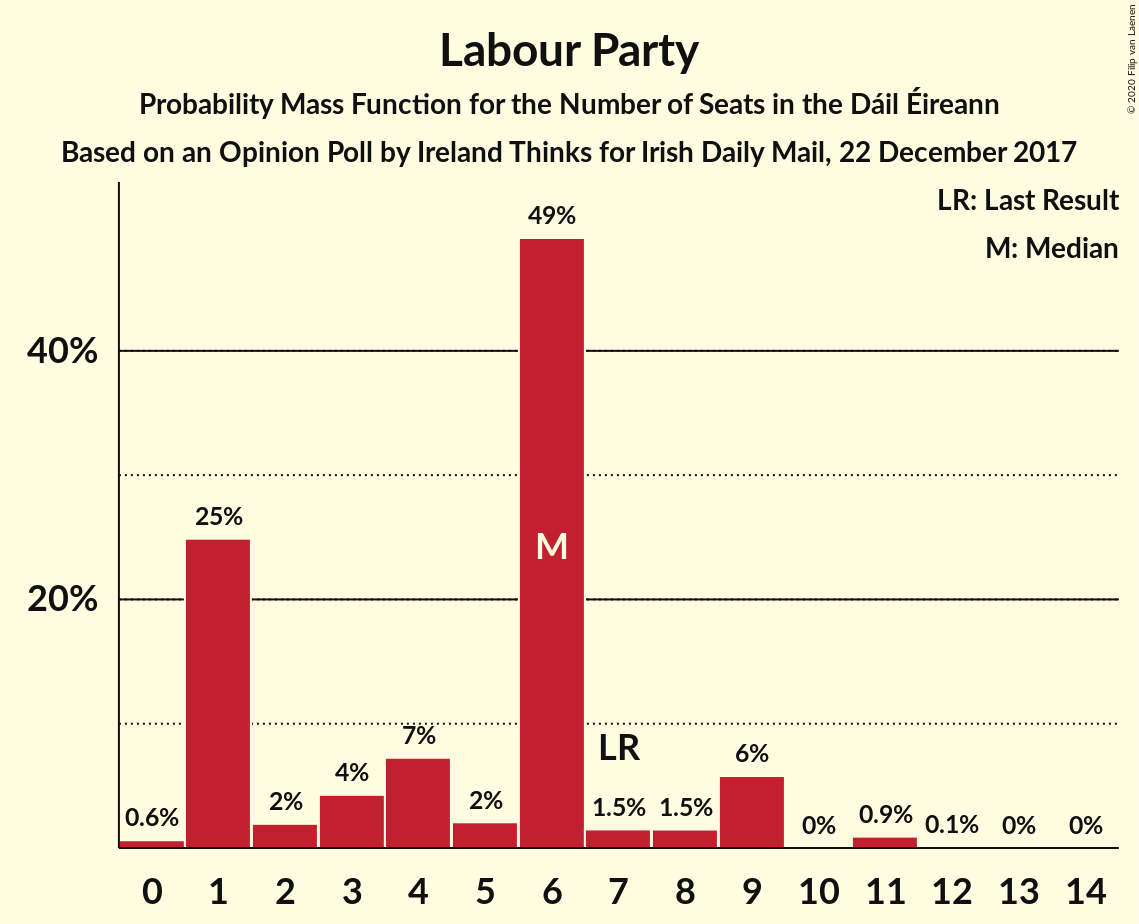 Labour Party
Probability Mass Function for the Number of Seats in the Dáil Éireann
Based on an Opinion Poll by Ireland Thinks for Irish Daily Mail, 22 December 2017
© 2020 Filip van Laenen
LR: Last Result
M: Median
49%
40%
25%
M
20%
LR
7%
6%
4%
2%
2%
1.5%
1.5%
0.6%
0%
0.9%
0.1%
0%
0%
0 1 2 3 4 5 6 7 8 9 10 11 12 13 14